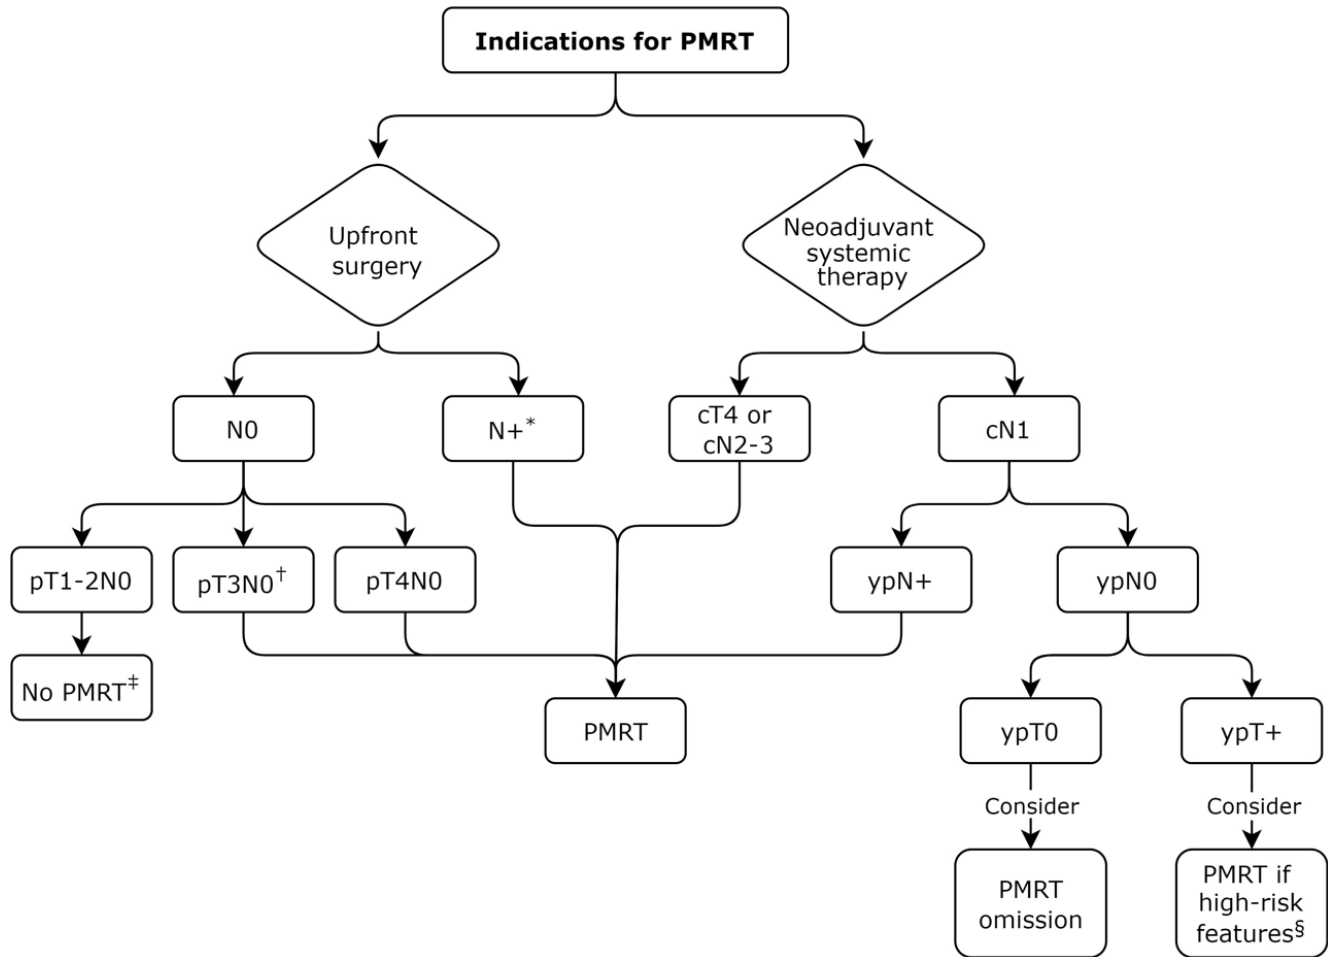 Indications for PMRT
Upfront
surgery
Neoadjuvant
systemic
therapy
N0
N+*
cT4 or
cN2-3
cN1
pT1-2N0
pT3N0†
pT4N0
ypN+
ypN0
No PMRT‡
PMRT
ypT0
ypT+
Consider
Consider
PMRT
omission
PMRT if
high-risk
features§